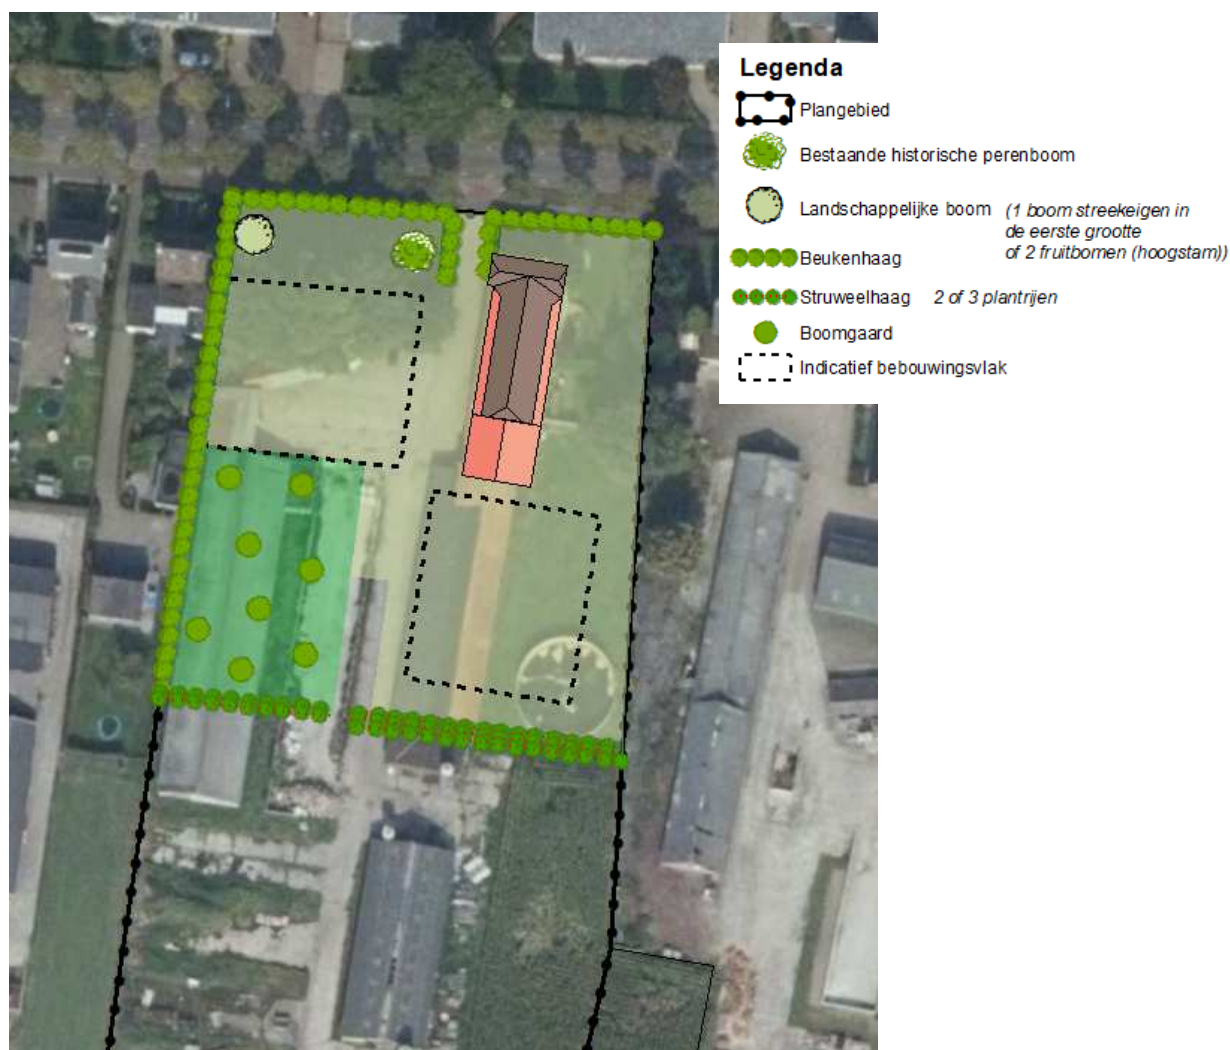 Legenda
Plangebied
Bestaande historische perenboom
Landschappelijke boom (1 boom streekeigen in
de eerste grootte
of 2 fruitbomen (hoogstam))
Beukenhaag
Struweelhaag 2 of 3 plantrijen
Boomgaard
Indicatief bebouwingsvlak